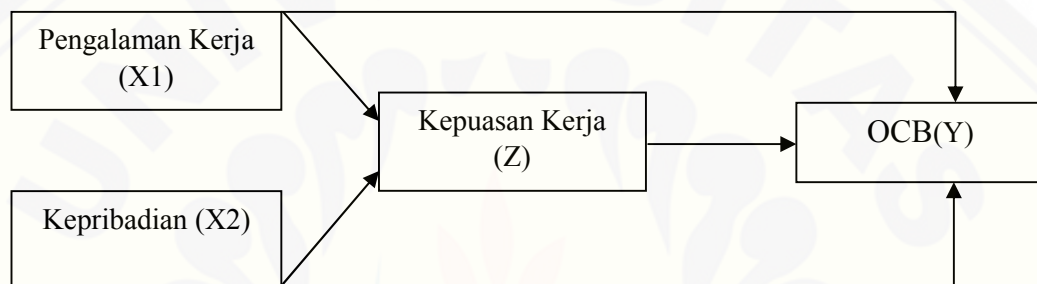 Pengalaman Kerja
(X1)
Kepuasan Kerja
(Z)
OCB(Y)
Kepribadian (X2)